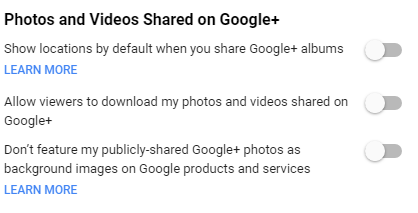 Photos and Videos Shared on Google+
Show locations by default when you share Google+ albums
LEARN MORE
Allow viewers to download my photos and videos shared on
Google+
Don't feature my publicly-shared Google+ photos as
background images on Google products and services
LEARN MORE